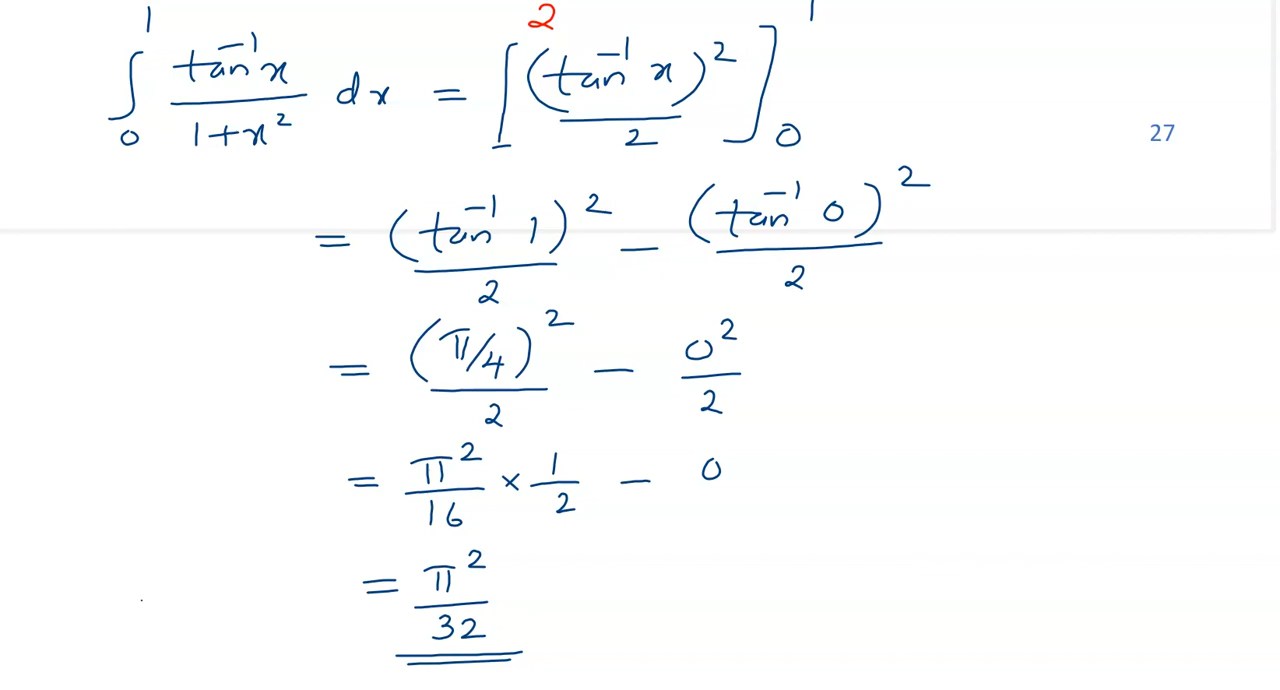 2
∫₀¹ tan⁻¹x / (1+x²) dx = [(tan⁻¹ x)² / 2]₀¹
27
= (tan⁻¹ 1)² / 2 − (tan⁻¹ 0)² / 2
= (π/4)² / 2 − 0² / 2
= π² / 16 × 1 / 2 − 0
= π² / 32